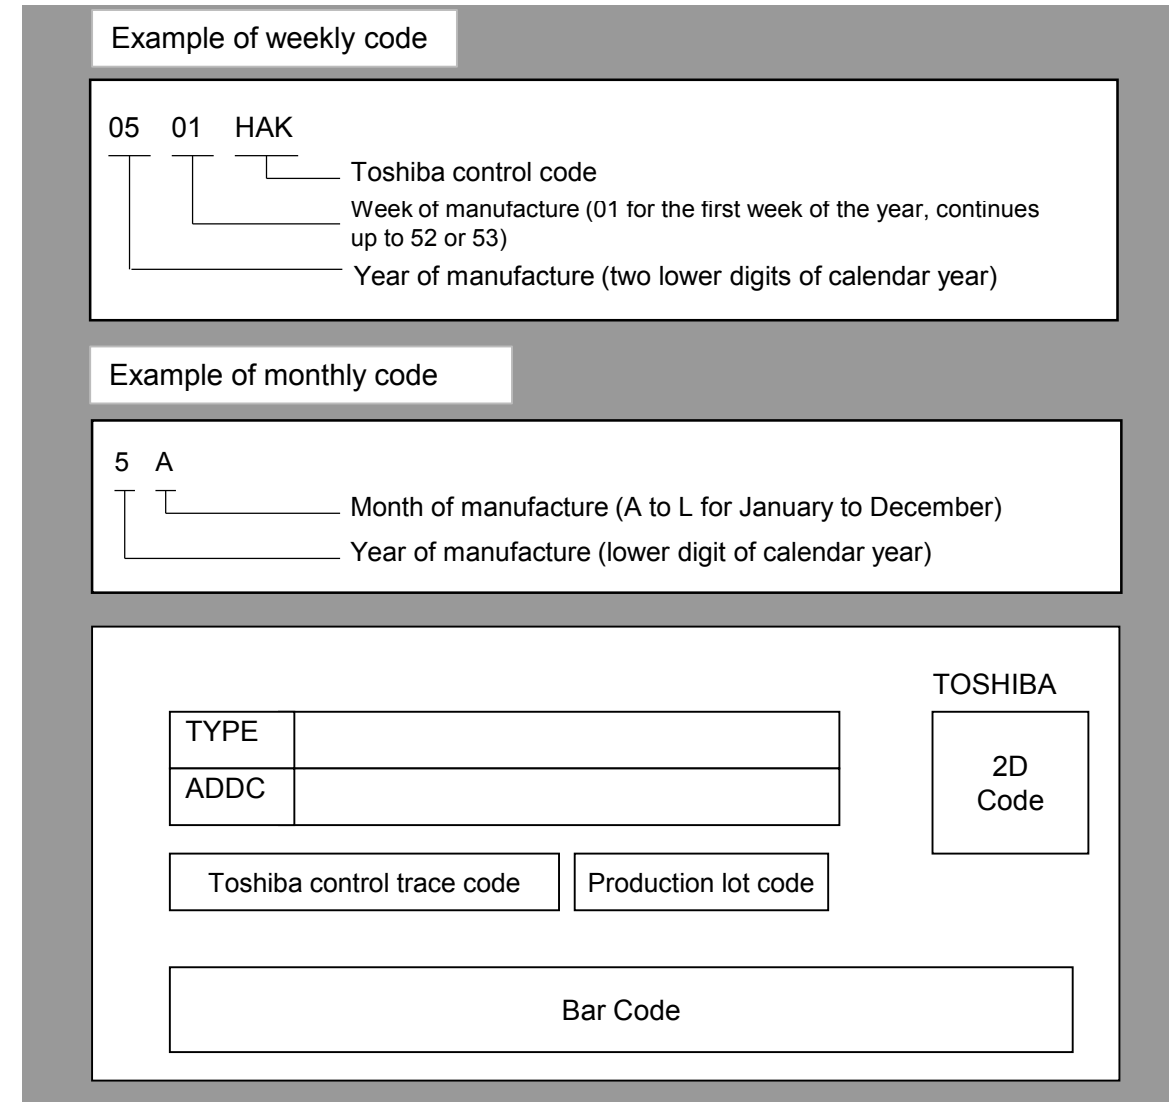 Example of weekly code
05 01 HAK
Toshiba control code
Week of manufacture (01 for the first week of the year, continues
up to 52 or 53)
Year of manufacture (two lower digits of calendar year)
Example of monthly code
5 A
Month of manufacture (A to L for January to December)
Year of manufacture (lower digit of calendar year)
TOSHIBA
TYPE
ADDC
2D
Code
Toshiba control trace code
Production lot code
Bar Code